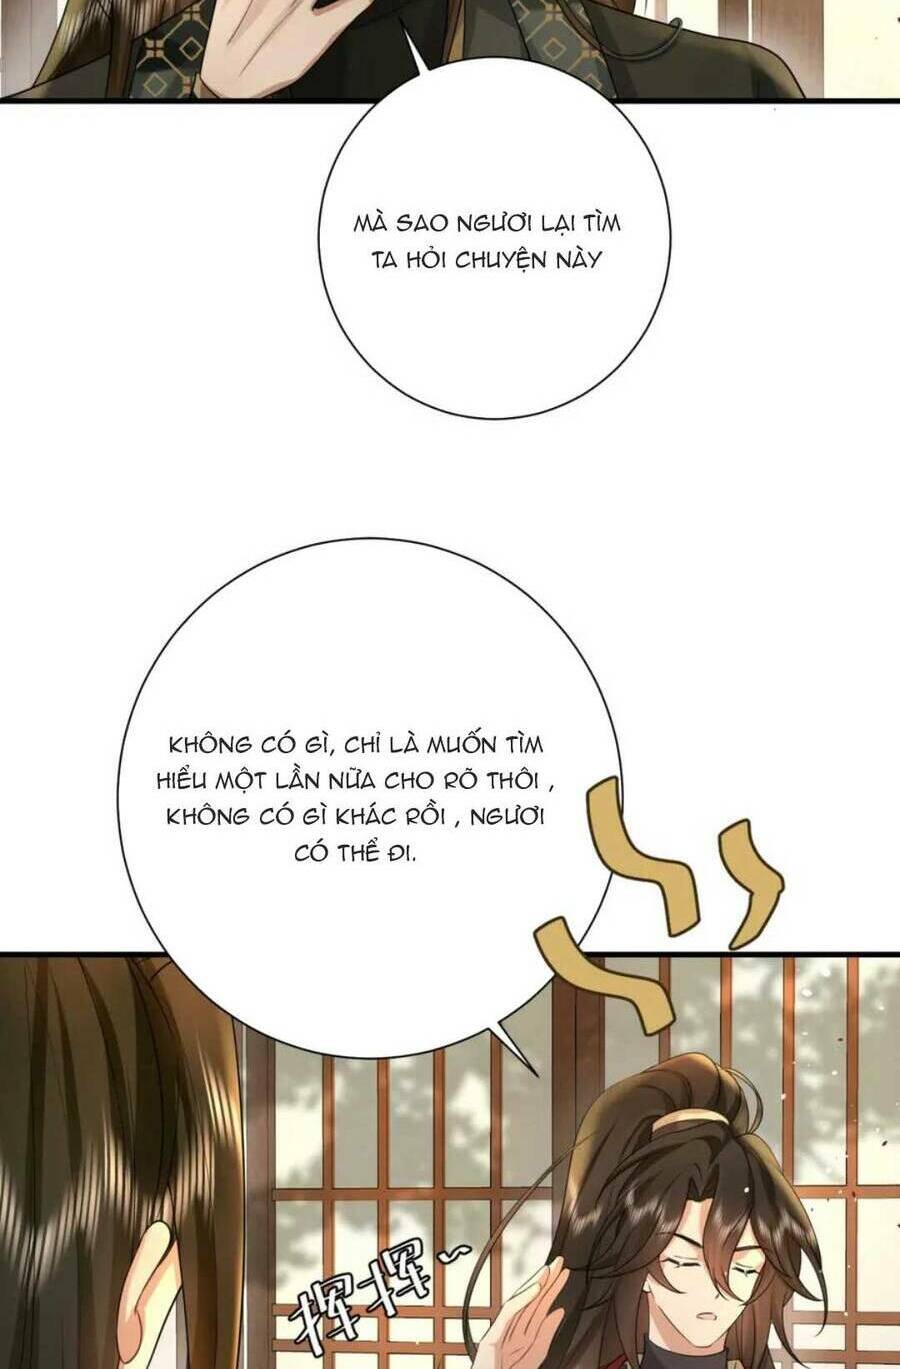 MÀ SAO NGƯƠI LẠI TÌM
TA HỎI CHUYỆN NÀY
KHÔNG CÓ GÌ, CHỈ LÀ MUỐN TÌM
HIỂU MỘT LẦN NỮA CHO RÕ THÔI ,
KHÔNG CÓ GÌ KHÁC RỒI , NGƯƠI
CÓ THỂ ĐI.
挥挥~